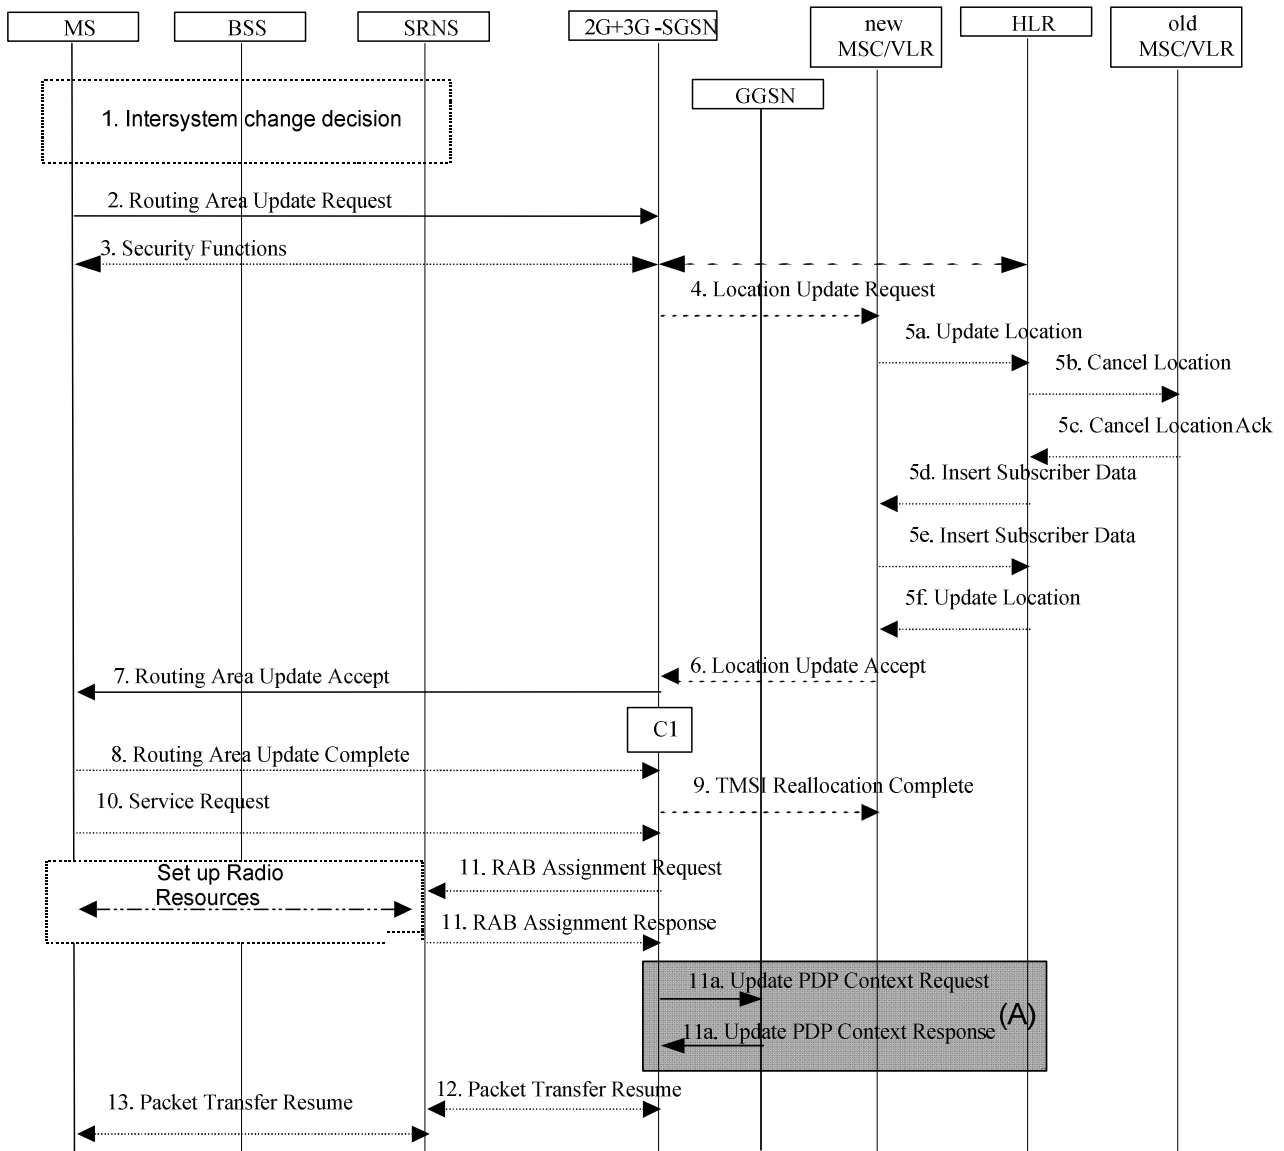 MS
BSS
SRNS
2G+3G -SGSN
new
MSC/VLR
HLR
old
MSC/VLR
GGSN
1. Intersystem change decision
2. Routing Area Update Request
3. Security Functions
4. Location Update Request
5a. Update Location
5b. Cancel Location
5c. Cancel Location Ack
5d. Insert Subscriber Data
5e. Insert Subscriber Data
5f. Update Location
6. Location Update Accept
7. Routing Area Update Accept
C1
8. Routing Area Update Complete
9. TMSI Reallocation Complete
10. Service Request
11. RAB Assignment Request
Set up Radio
Resources
11. RAB Assignment Response
11a. Update PDP Context Request
(A)
11a. Update PDP Context Response
12. Packet Transfer Resume
13. Packet Transfer Resume